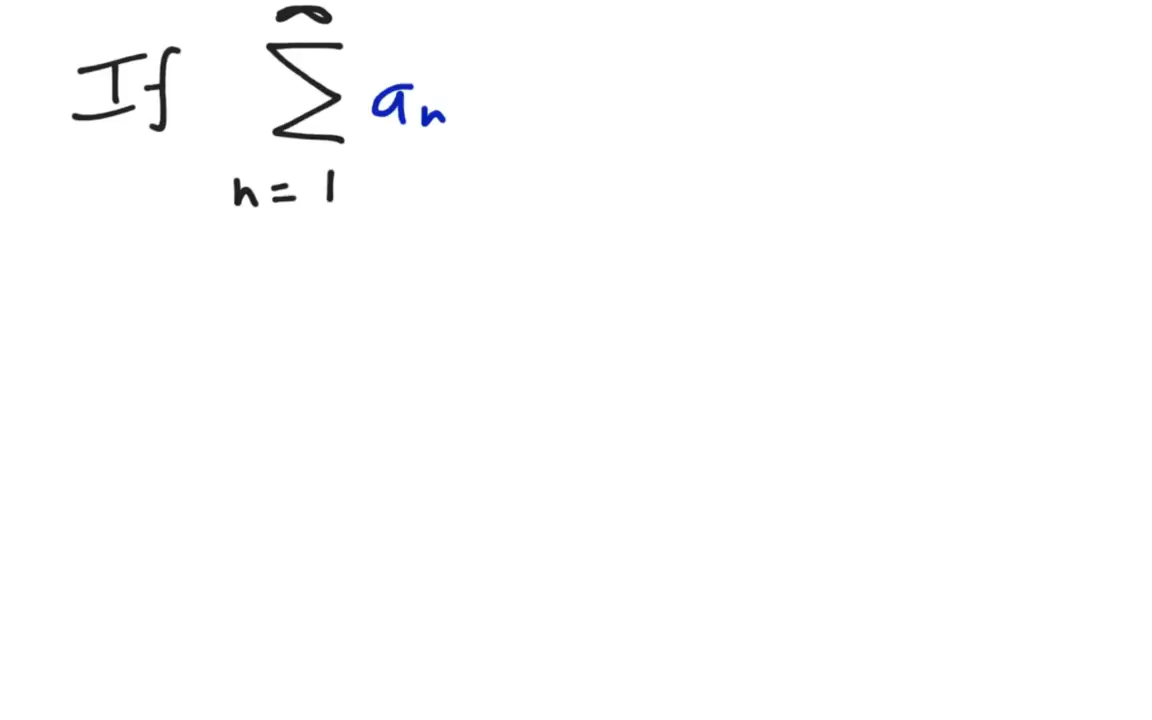 If ∞ ∑ n = 1 aₙ